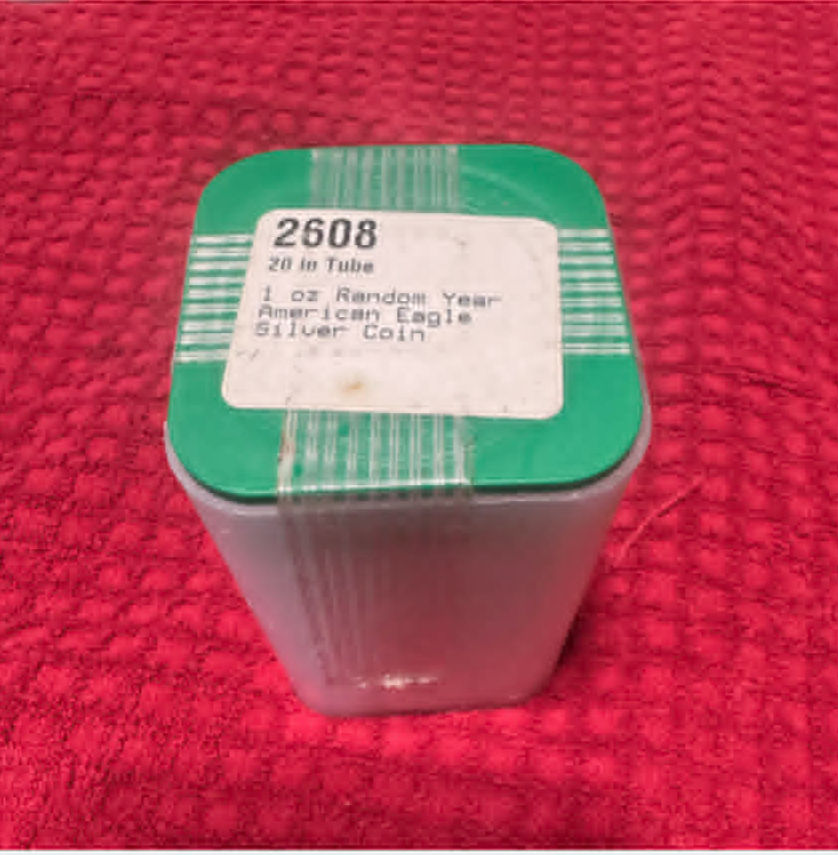 2608
20 in Tube
1 oz Random Year
American Eagle
Silver Coin